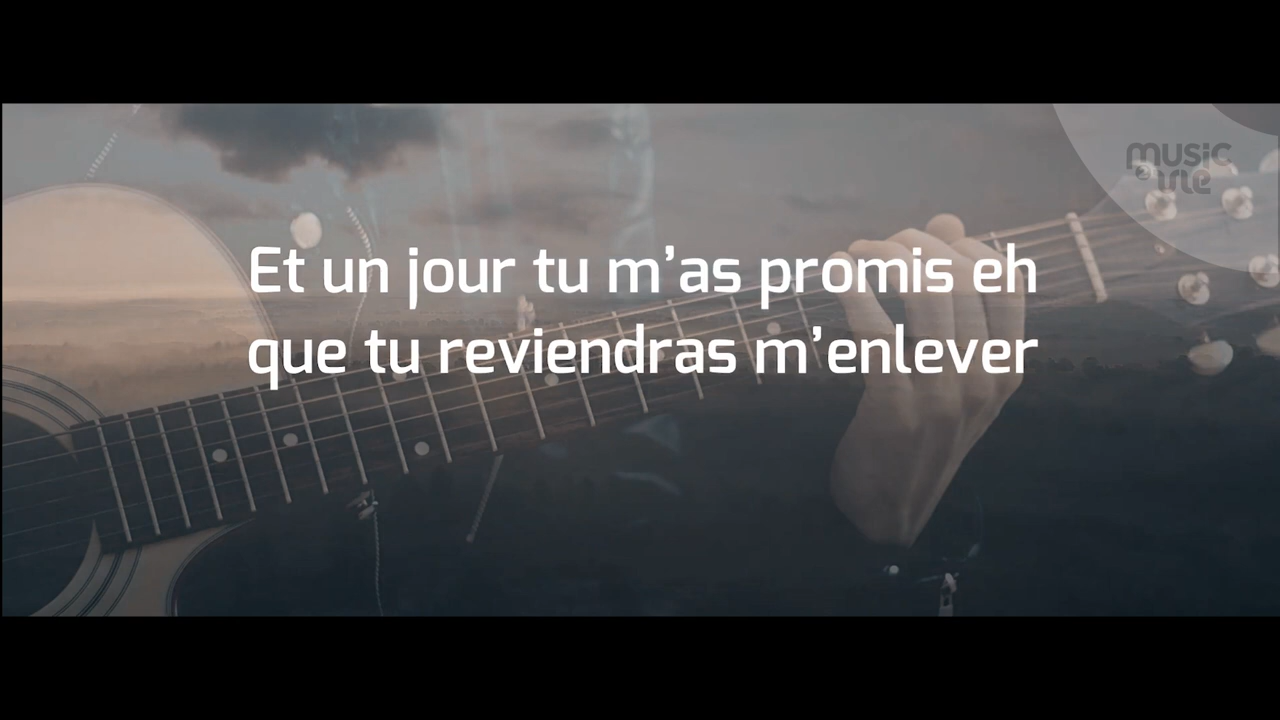 music
Et un jour tu m’as promis eh
que tu reviendras m’enlever